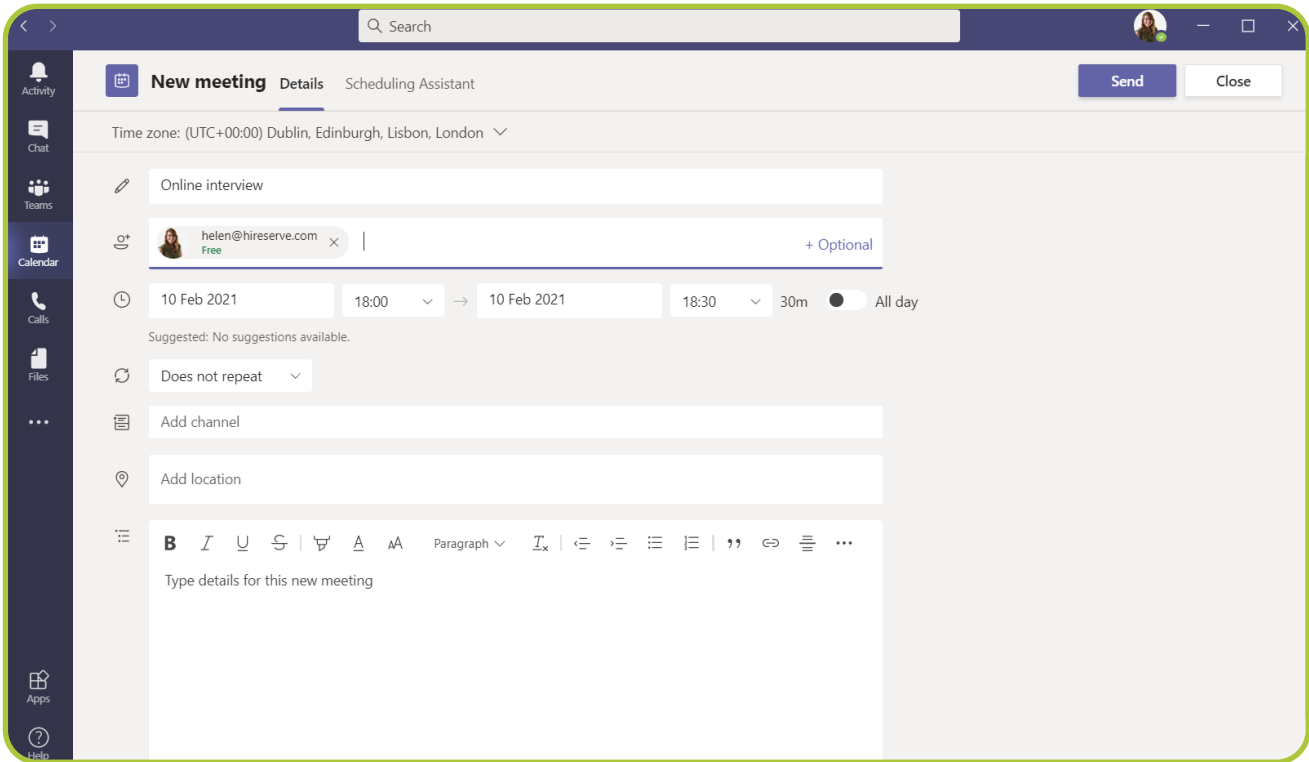 Search
Activity
Chat
Teams
Calendar
Calls
Files
Apps
Help
New meeting Details Scheduling Assistant
Send Close
Time zone: (UTC+00:00) Dublin, Edinburgh, Lisbon, London
Online interview
helen@hireserve.com
Free
+ Optional
10 Feb 2021 18:00 → 10 Feb 2021 18:30 30m All day
Suggested: No suggestions available.
Does not repeat
Add channel
Add location
B I U S A AA Paragraph Tx
Type details for this new meeting